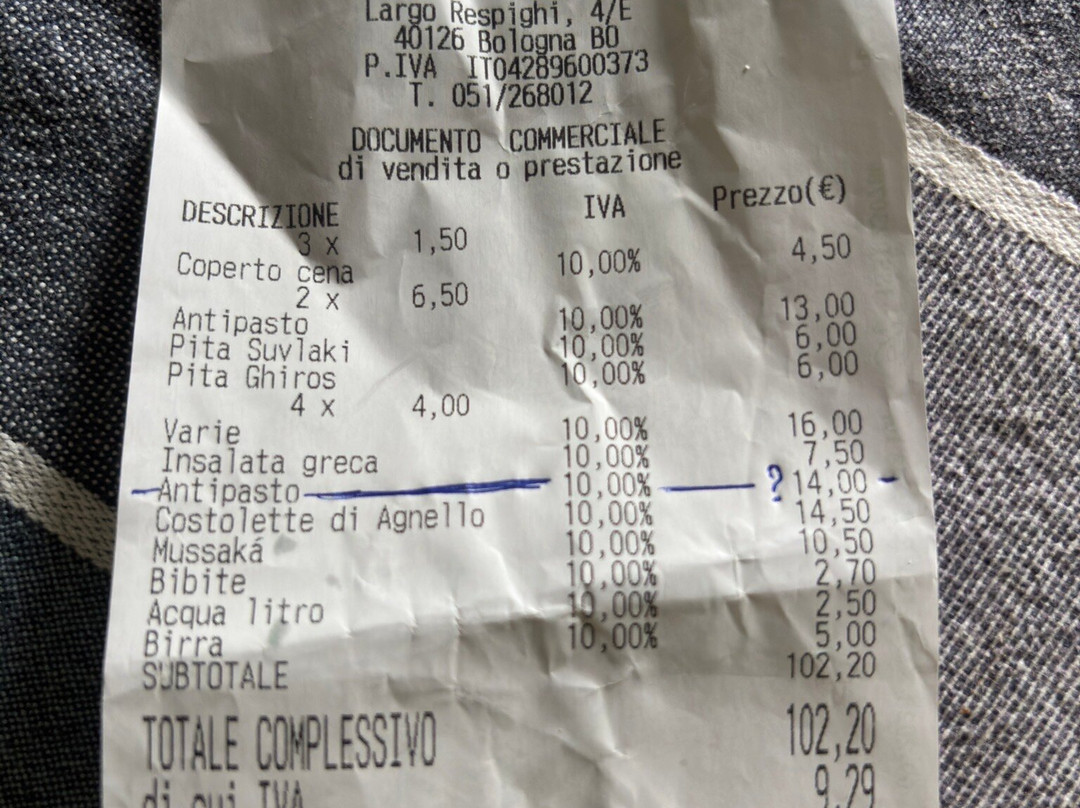 Largo Respighi, 4/E
40126 Bologna BO
P.IVA IT04289600373
T. 051/268012
DOCUMENTO COMMERCIALE
di vendita o prestazione
DESCRIZIONE IVA Prezzo(€)
3 x 1,50
Coperto cena 10,00% 4,50
2 x 6,50
Antipasto 10,00% 13,00
Pita Suvlaki 10,00% 6,00
Pita Ghiros 10,00% 6,00
4 x 4,00
Varie 10,00% 16,00
Insalata greca 10,00% 7,50
Antipasto 10,00% ? 14,00
Costolette di Agnello 10,00% 14,50
Mussaká 10,00% 10,50
Bibite 10,00% 2,70
Acqua litro 10,00% 2,50
Birra 10,00% 5,00
SUBTOTALE 102,20
TOTALE COMPLESSIVO 102,20
di cui IVA 9,29